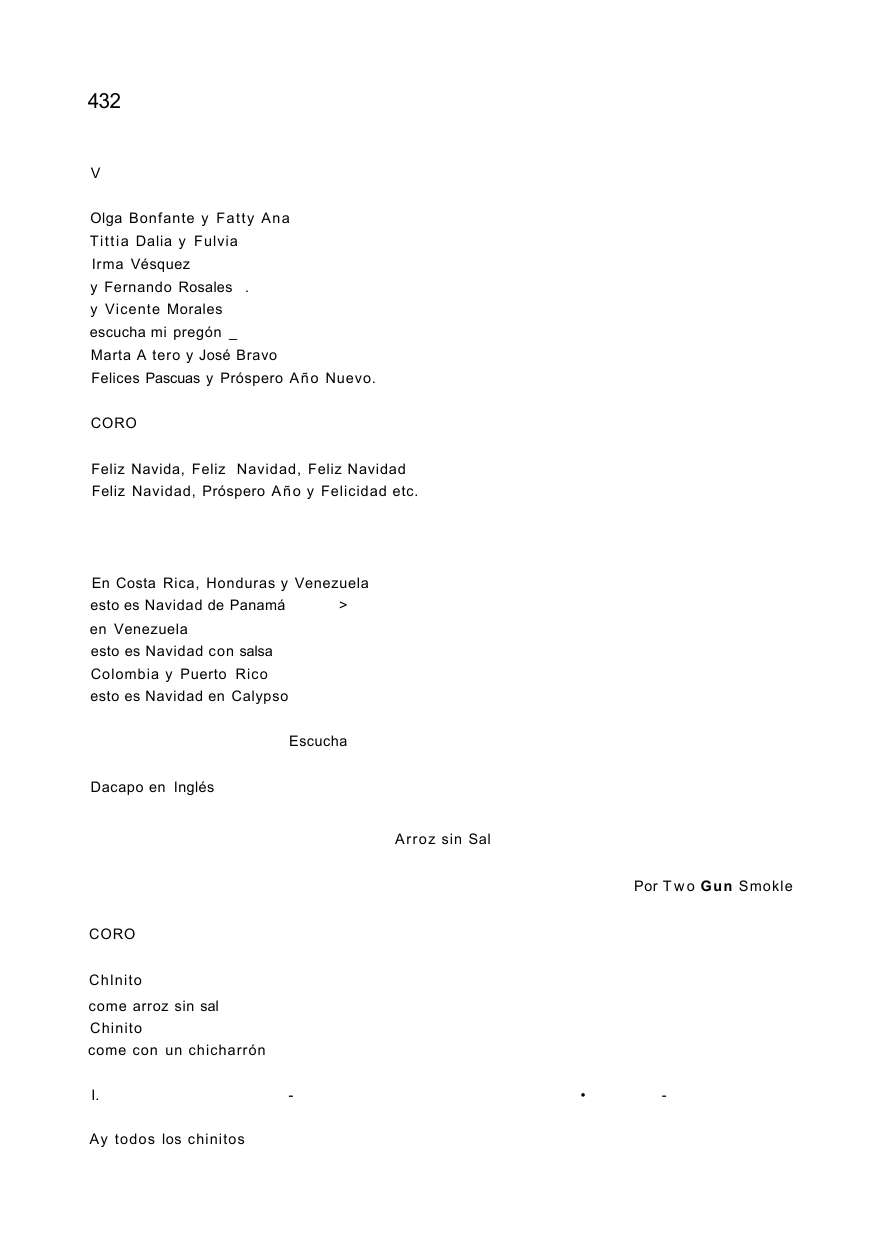 432
V
Olga Bonfante y Fatty Ana
Tittia Dalia y Fulvia
Irma Vésquez
y Fernando Rosales .
y Vicente Morales
escucha mi pregón _
Marta A tero y José Bravo
Felices Pascuas y Próspero Año Nuevo.
CORO
Feliz Navida, Feliz Navidad, Feliz Navidad
Feliz Navidad, Próspero Año y Felicidad etc.
En Costa Rica, Honduras y Venezuela
esto es Navidad de Panamá >
en Venezuela
esto es Navidad con salsa
Colombia y Puerto Rico
esto es Navidad en Calypso
Escucha
Dacapo en Inglés
Arroz sin Sal
Por Two Gun Smokle
CORO
Chlnito
come arroz sin sal
Chinito
come con un chicharrón
I. - • -
Ay todos los chinitos